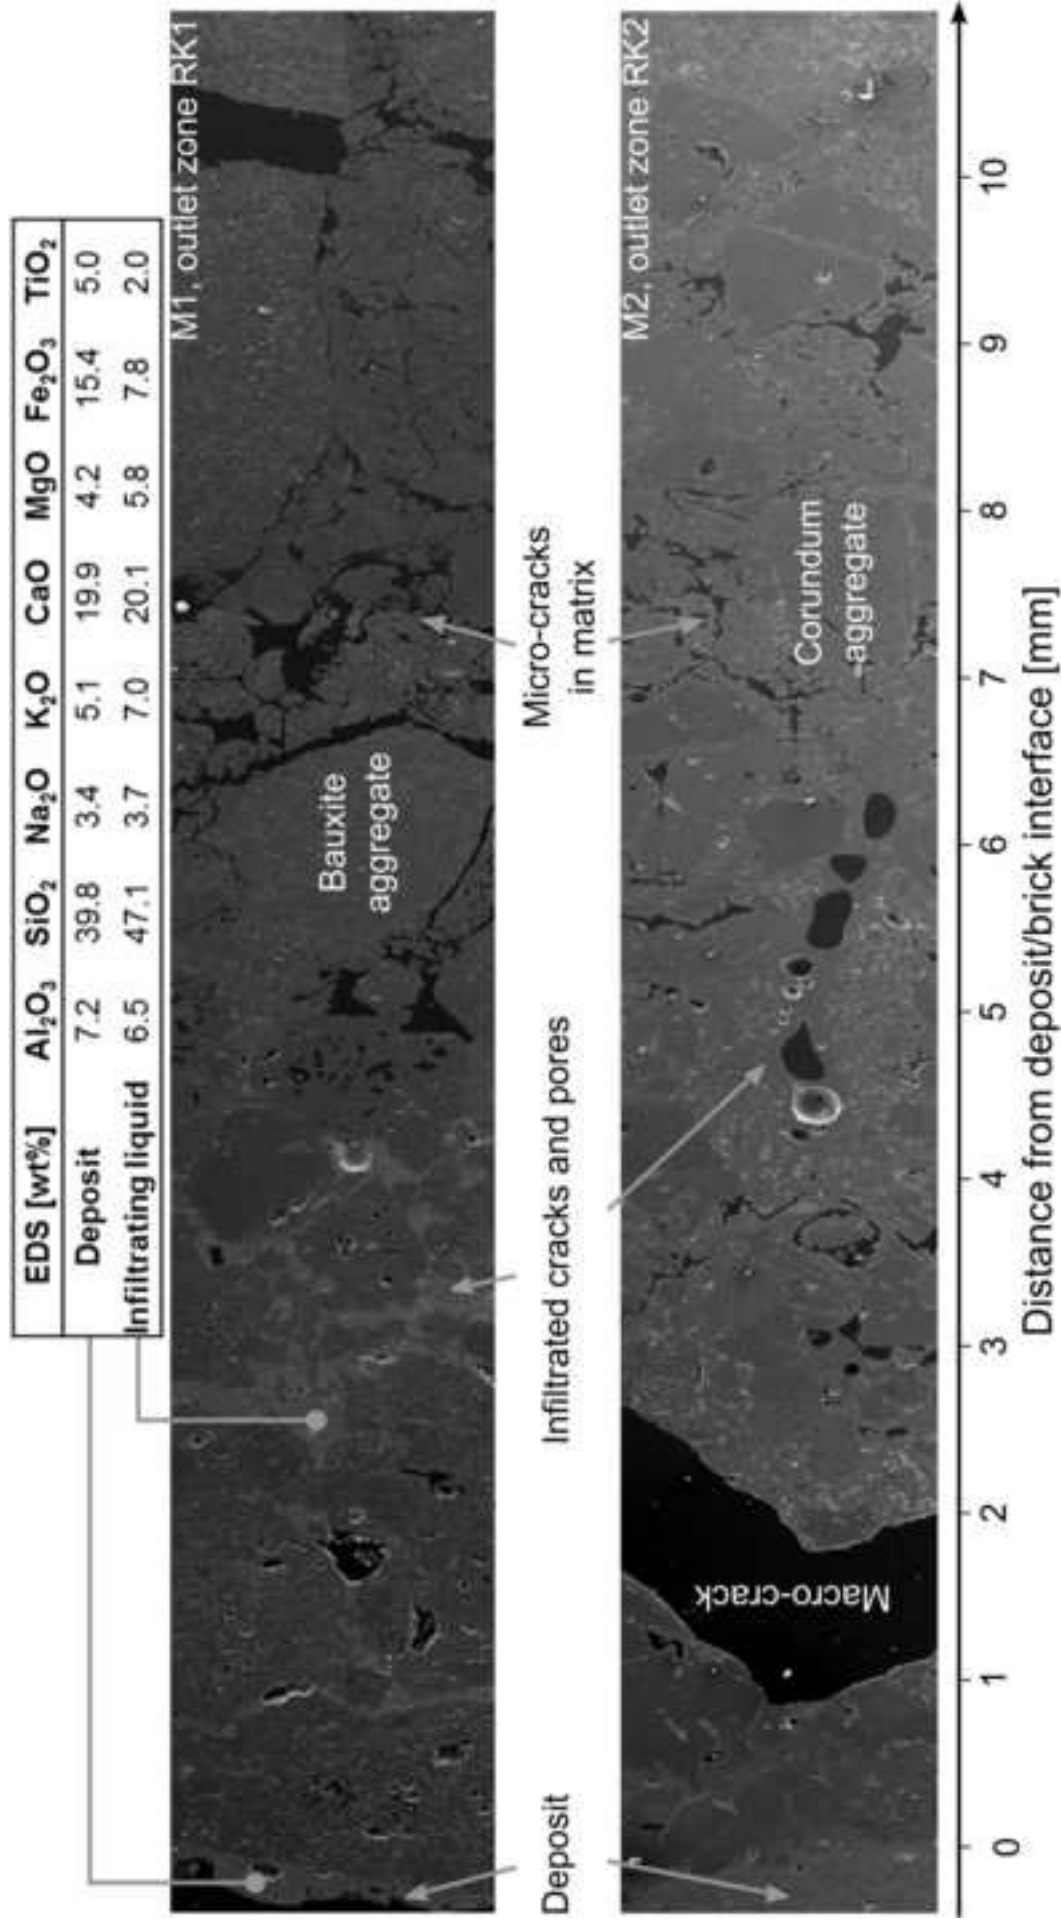 EDS [wt%] Al₂O₃ SiO₂ Na₂O K₂O CaO MgO Fe₂O₃ TiO₂
Deposit 7.2 39.8 3.4 5.1 19.9 4.2 15.4 5.0
Infiltrating liquid 6.5 47.1 3.7 7.0 20.1 5.8 7.8 2.0
M1, outlet zone RK1
Bauxite
aggregate
Deposit
Infiltrated cracks and pores
Micro-cracks
in matrix
M2, outlet zone RK2
Macro-crack
Corundum
aggregate
0 1 2 3 4 5 6 7 8 9 10
Distance from deposit/brick interface [mm]